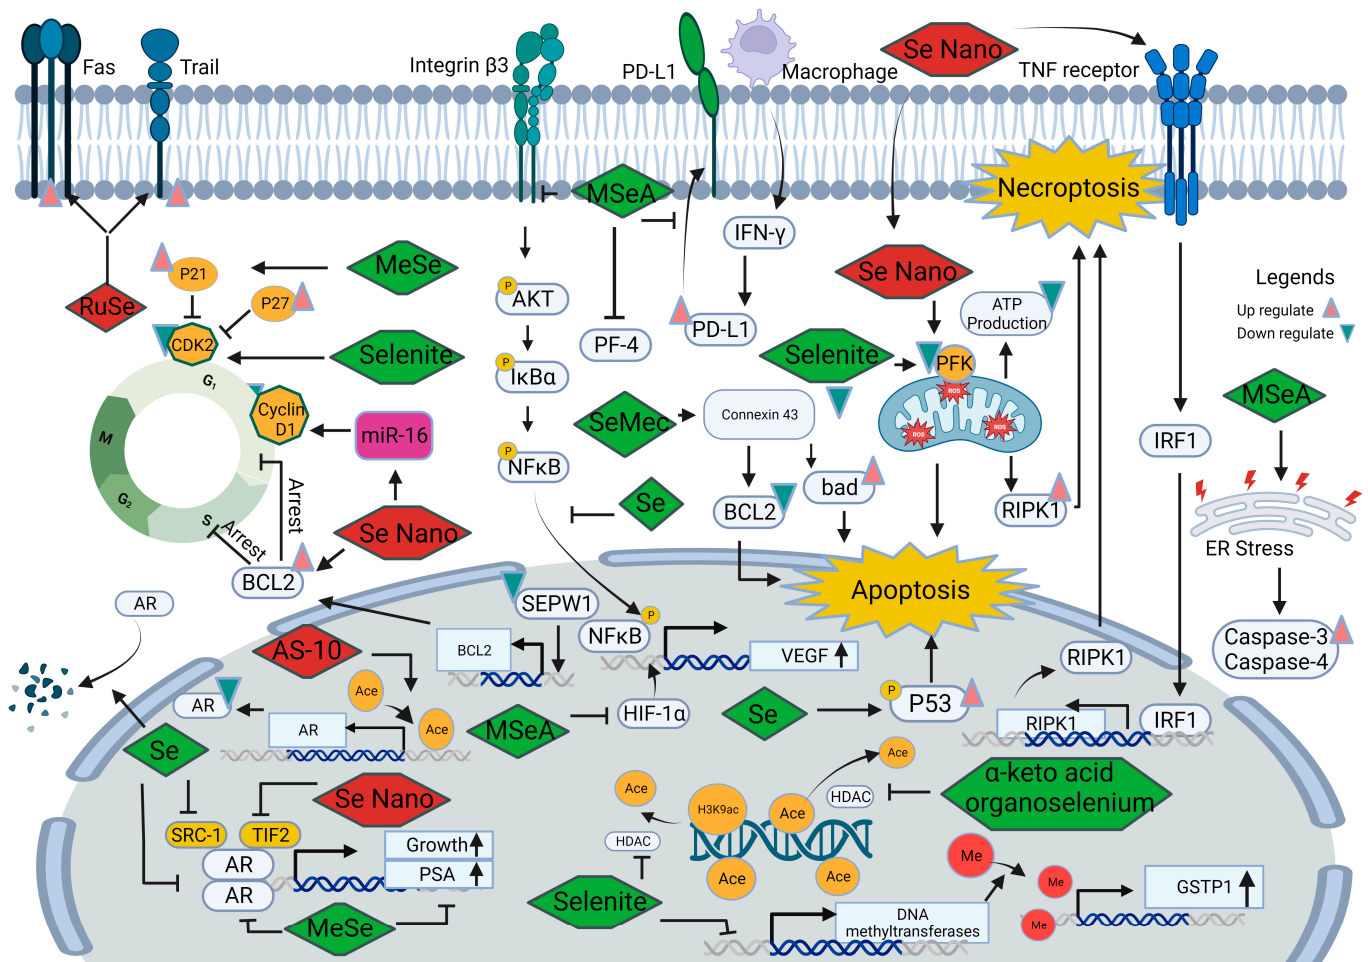 Fas
Trail
Integrin β3
PD-L1
Macrophage
Se Nano
TNF receptor
Necroptosis
MSeA
IFN-γ
RuSe
P21
P27
MeSe
CDK2
Selenite
P
AKT
PF-4
PD-L1
Se Nano
ATP
Production
Legends
Up regulate
Down regulate
Selenite
PFK
ROS
ROS
ROS
G1
Cyclin
D1
M
G2
S
miR-16
P
IκBα
SeMec
Connexin 43
MSeA
IRF1
P
NFκB
Arrest
Arrest
Se Nano
BCL2
Se
BCL2
bad
RIPK1
ER Stress
AR
SEPW1
NFκB
P
Apoptosis
Caspase-3
Caspase-4
AS-10
BCL2
VEGF
RIPK1
Ace
AR
AR
Ace
MSeA
HIF-1α
Se
P
P53
RIPK1
IRF1
Se
Ace
Se Nano
Ace
H3K9ac
Ace
HDAC
α-keto acid
organoselenium
SRC-1
TIF2
AR
AR
Growth
PSA
HDAC
Ace
Ace
Me
Me
GSTP1
Selenite
MeSe
DNA
methyltransferases
Me